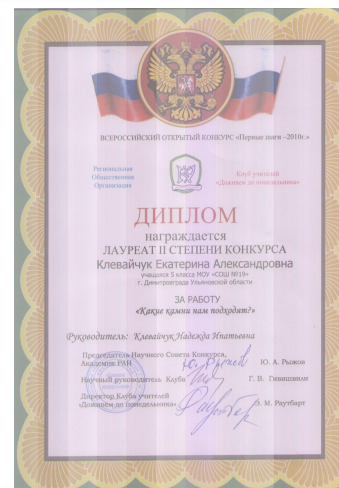 ВСЕРОССИЙСКИЙ ОТКРЫТЫЙ КОНКУРС «Первые шаги –2010г.»
Региональная
Общественная
Организация
Клуб учителей
«Доживём до понедельника»
ДИПЛОМ
награждается
ЛАУРЕАТ II СТЕПЕНИ КОНКУРСА
Клевайчук Екатерина Александровна
учащаяся 5 класса МОУ «СОШ №19»
г. Димитровграда Ульяновской области
ЗА РАБОТУ
«Какие камни нам подходят?»
Руководитель: Клевайчук Надежда Ипатьевна
Председатель Научного Совета Конкурса,
Академик РАН
Ю. А. Рыжов
Научный руководитель Клуба
Г. В. Гивишвили
Директор Клуба учителей
«Доживём до понедельника»
Э. М. Раутбарт